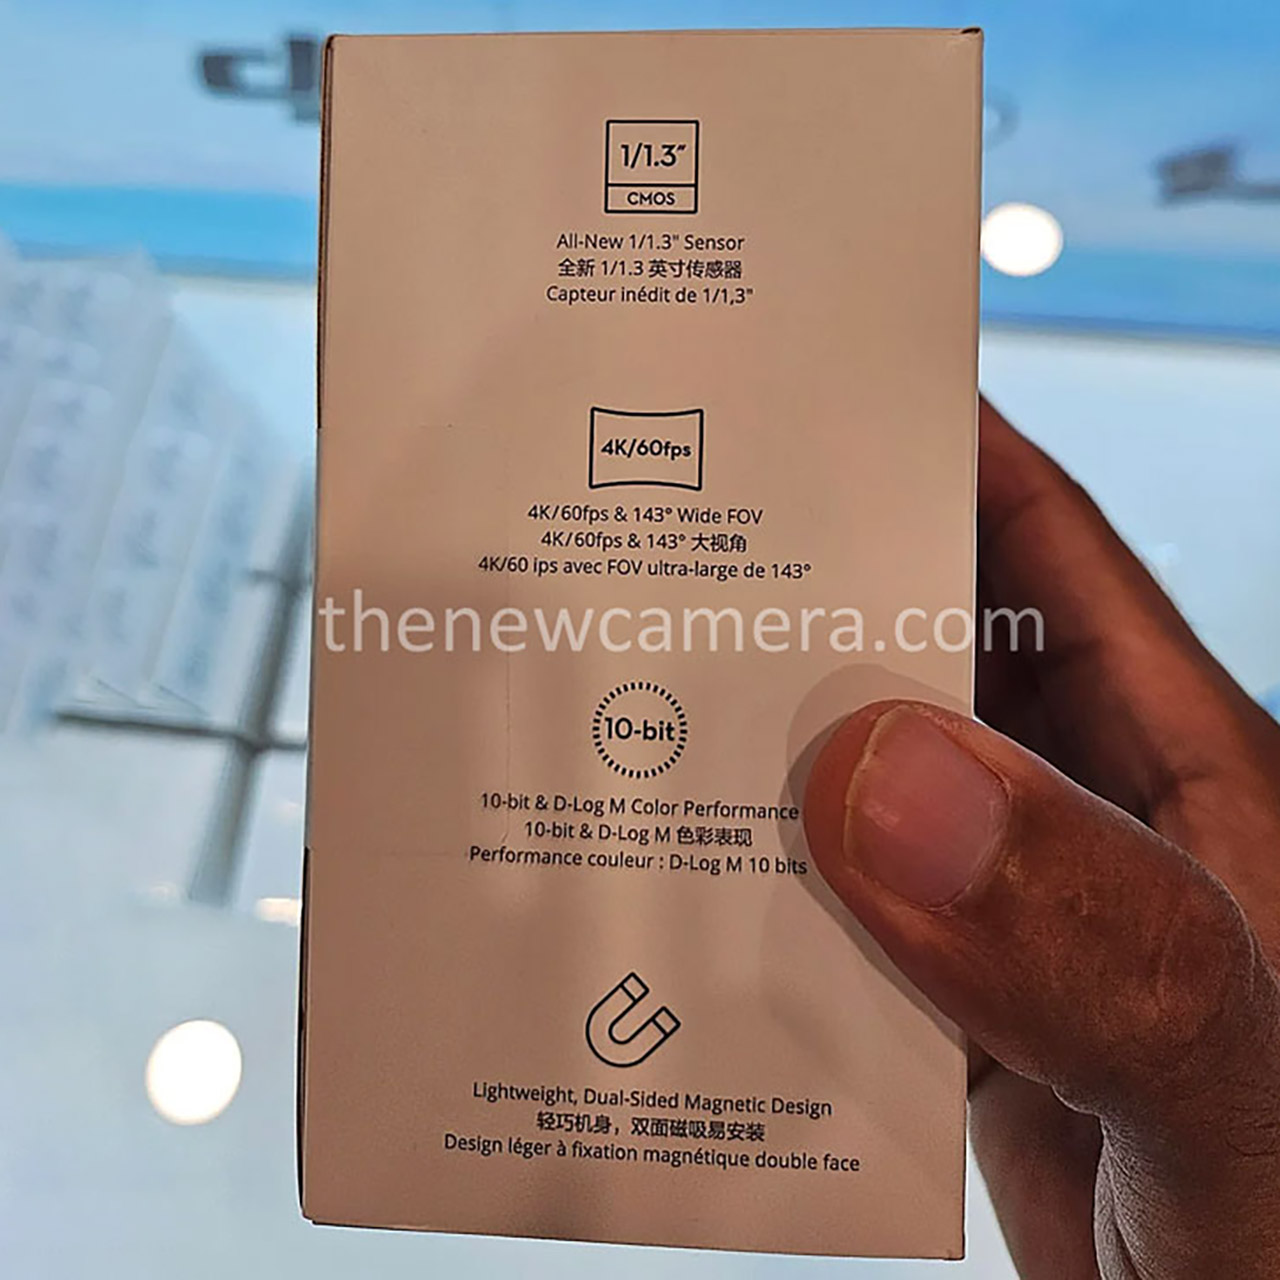 1/1.3"
CMOS
All-New 1/1.3" Sensor
全新 1/1.3 英寸传感器
Capteur inédit de 1/1,3"
4K/60fps
4K/60fps & 143° Wide FOV
4K/60fps & 143° 大视角
4K/60 ips avec FOV ultra-large de 143°
thenewcamera.com
10-bit
10-bit & D-Log M Color Performance
10-bit & D-Log M 色彩表现
Performance couleur : D-Log M 10 bits
Lightweight, Dual-Sided Magnetic Design
轻巧机身，双面磁吸易安装
Design léger à fixation magnétique double face